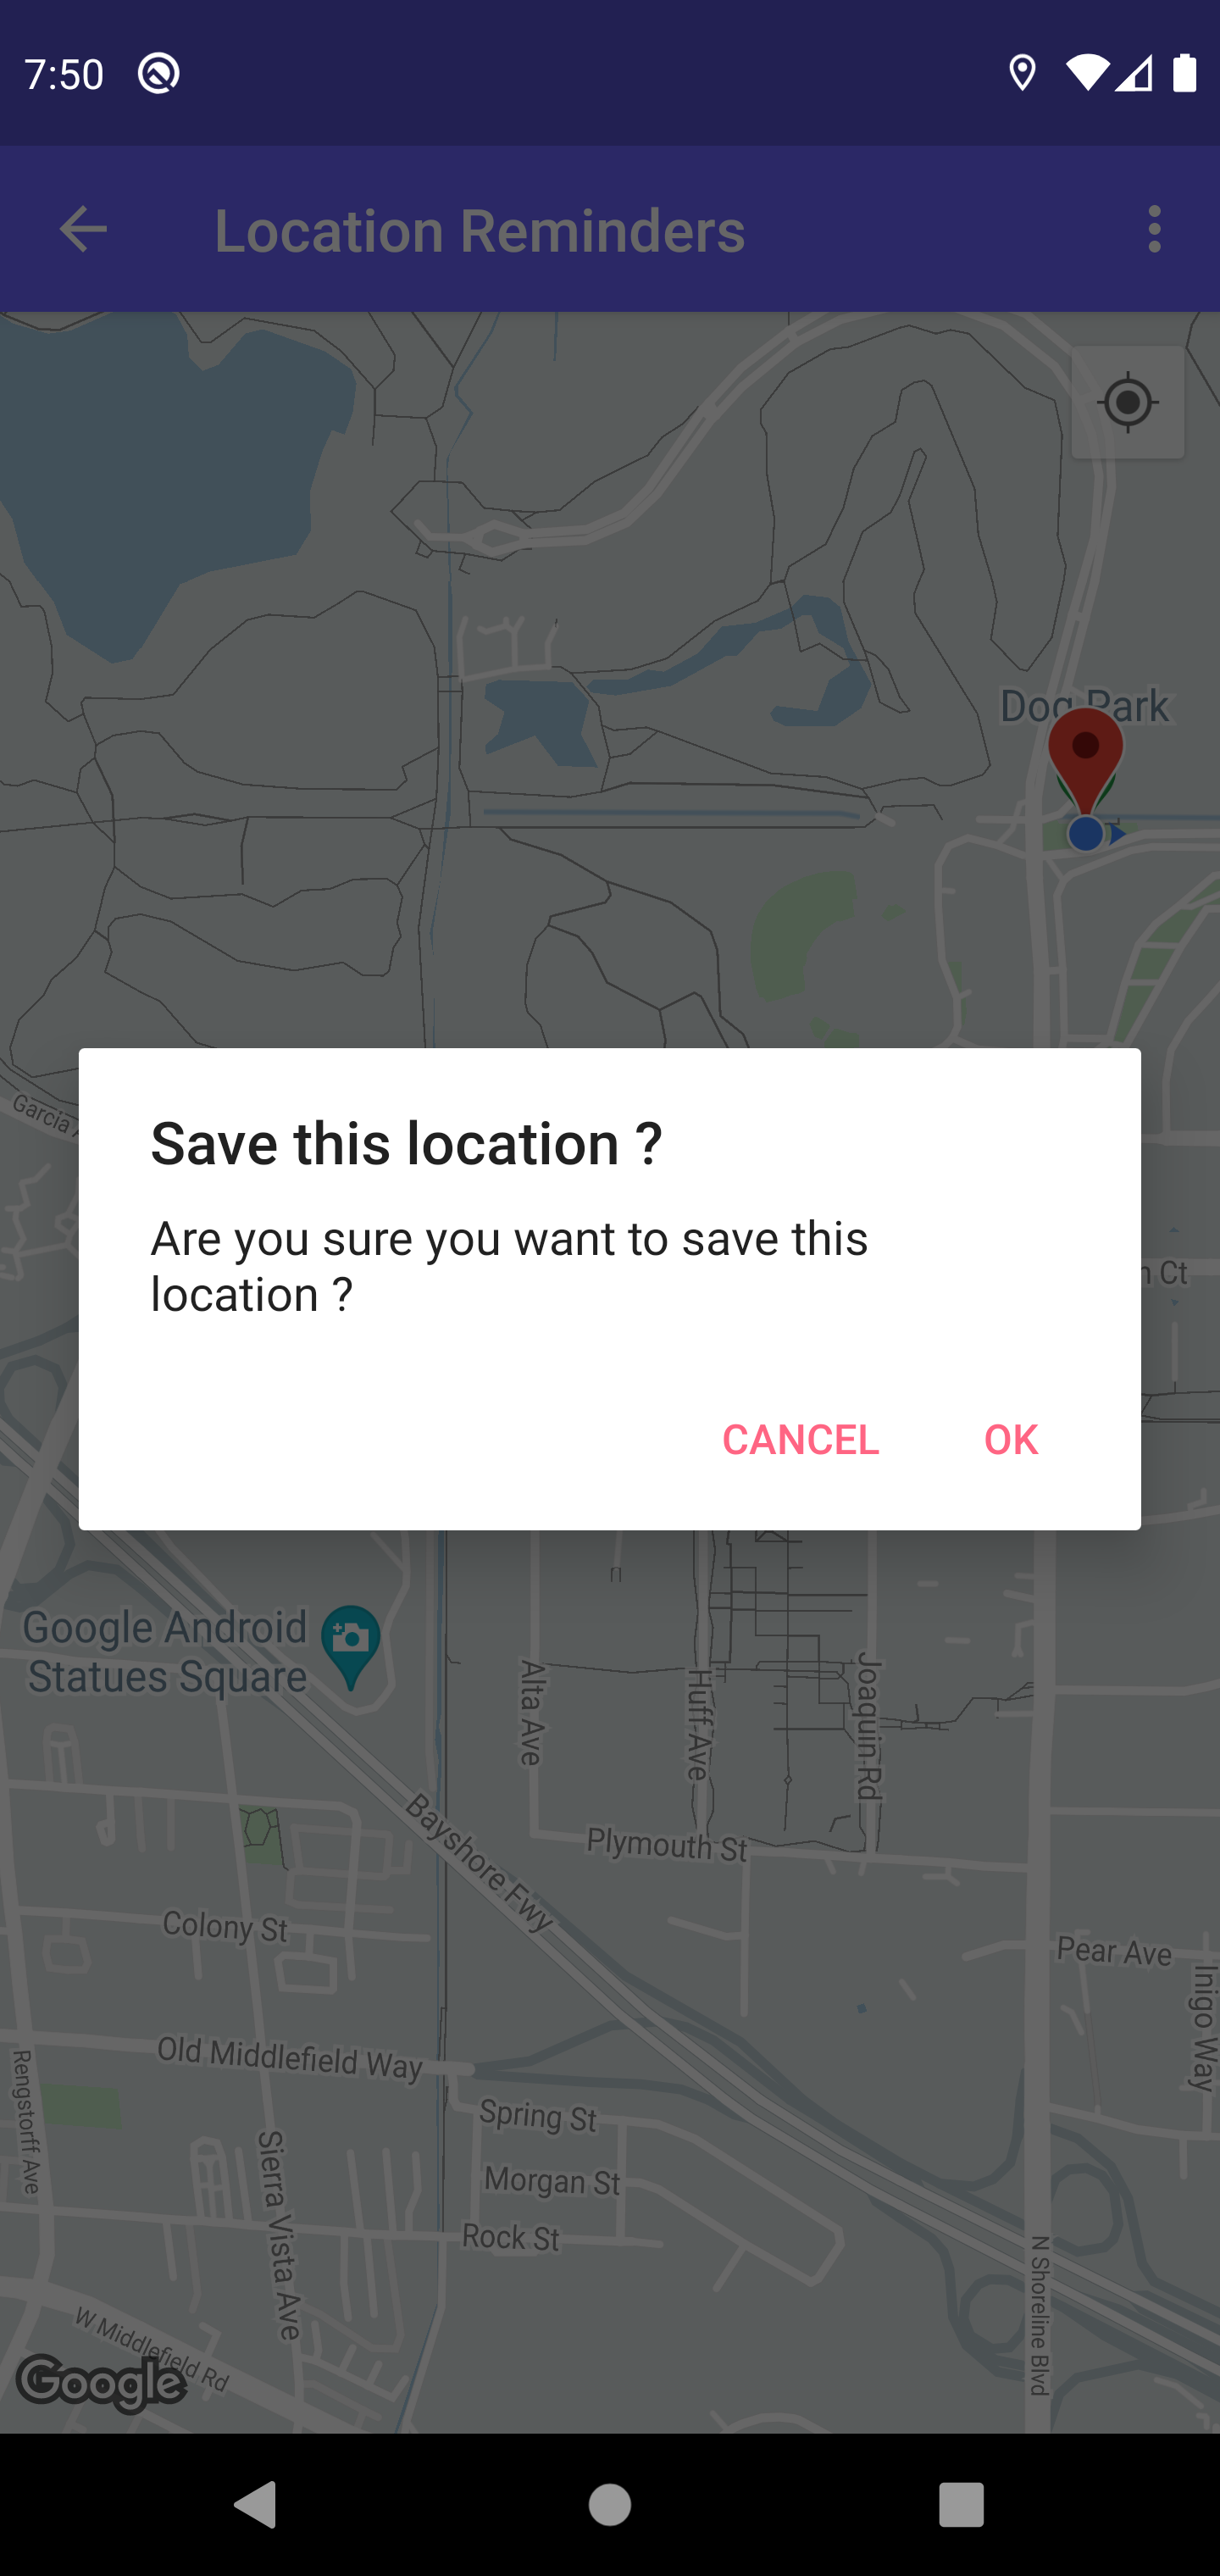 7:50
Location Reminders
Dog Park
Garcia
Save this location ?
Are you sure you want to save this
location ?
CANCEL
OK
Ct
Google Android
Statues Square
Alta Ave
Huff Ave
Joaquin Rd
Bayshore Fwy
Plymouth St
Colony St
Pear Ave
Inigo Way
Old Middlefield Way
Rengstorff Ave
Spring St
Sierra Vista Ave
Morgan St
Rock St
N Shoreline Blvd
W Middlefield Rd
Google